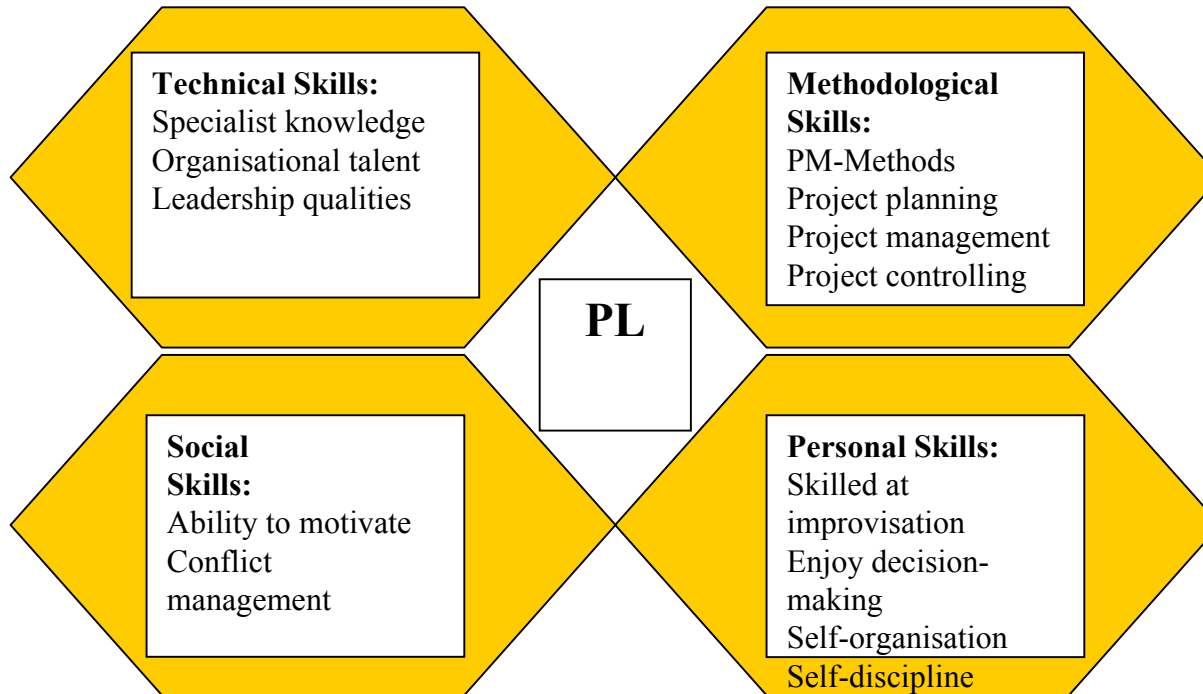 Technical Skills:
Specialist knowledge
Organisational talent
Leadership qualities
Methodological
Skills:
PM-Methods
Project planning
Project management
Project controlling
PL
Social
Skills:
Ability to motivate
Conflict
management
Personal Skills:
Skilled at
improvisation
Enjoy decision-
making
Self-organisation
Self-discipline